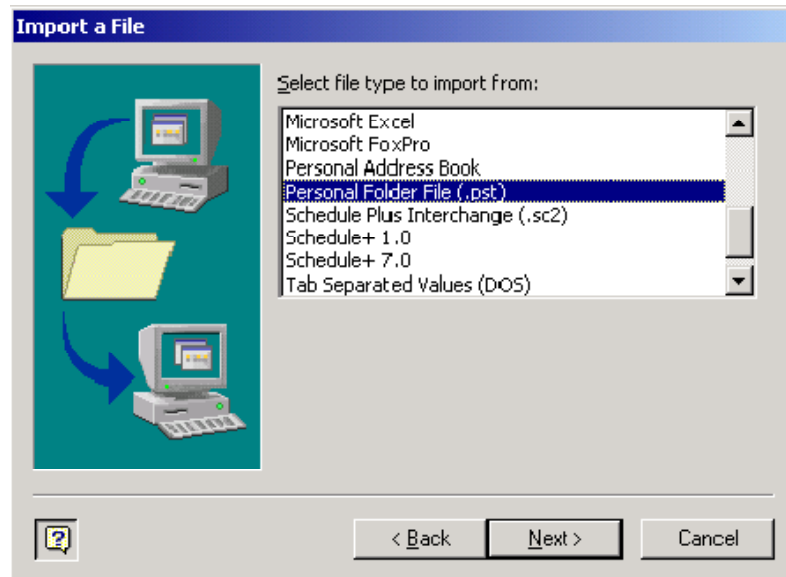 Import a File
Select file type to import from:
Microsoft Excel
Microsoft FoxPro
Personal Address Book
Personal Folder File (.pst)
Schedule Plus Interchange (.sc2)
Schedule+ 1.0
Schedule+ 7.0
Tab Separated Values (DOS)
?
< Back Next > Cancel